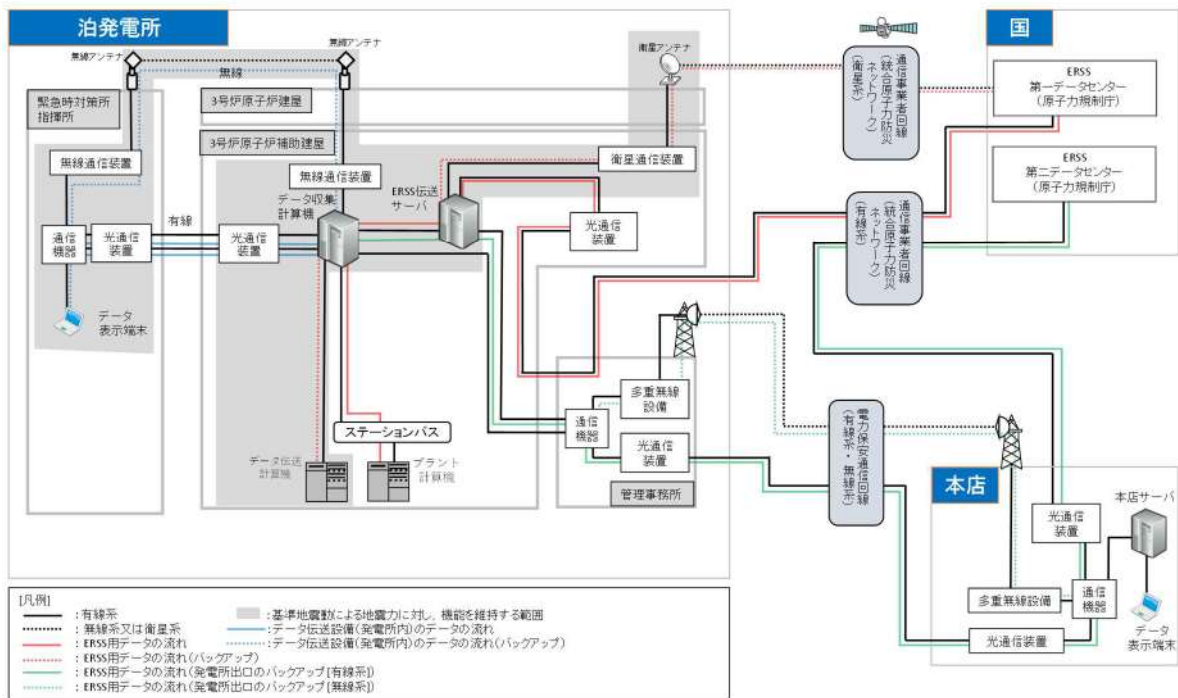 泊発電所
無線アンテナ
無線アンテナ
無線
衛星アンテナ
緊急時対策所
指揮所
3号炉原子炉建屋
3号炉原子炉補助建屋
無線通信装置
無線通信装置
衛星通信装置
データ収集
計算機
ERSS伝送
サーバ
有線
通信
機器
光通信
装置
光通信
装置
光通信
装置
データ
表示端末
ステーションバス
データ伝送
計算機
プラント
計算機
多重無線
設備
通信
機器
光通信
装置
管理事務所
通信事業者回線
(統合原子力防災
ネットワーク)
(衛星系)
通信事業者回線
(統合原子力防災
ネットワーク)
(有線系)
電力保安通信回線
(有線系・無線系)
国
ERSS
第一データセンター
(原子力規制庁)
ERSS
第二データセンター
(原子力規制庁)
本店
本店サーバ
光通信
装置
多重無線設備
通信
機器
光通信装置
データ
表示端末
[凡例]
:有線系
:基準地震動による地震力に対し,機能を維持する範囲
:無線系又は衛星系
:データ伝送設備(発電所内)のデータの流れ
:ERSS用データの流れ
:データ伝送設備(発電所内)のデータの流れ(バックアップ)
:ERSS用データの流れ(バックアップ)
:ERSS用データの流れ(発電所出口のバックアップ[有線系])
:ERSS用データの流れ(発電所出口のバックアップ[無線系])